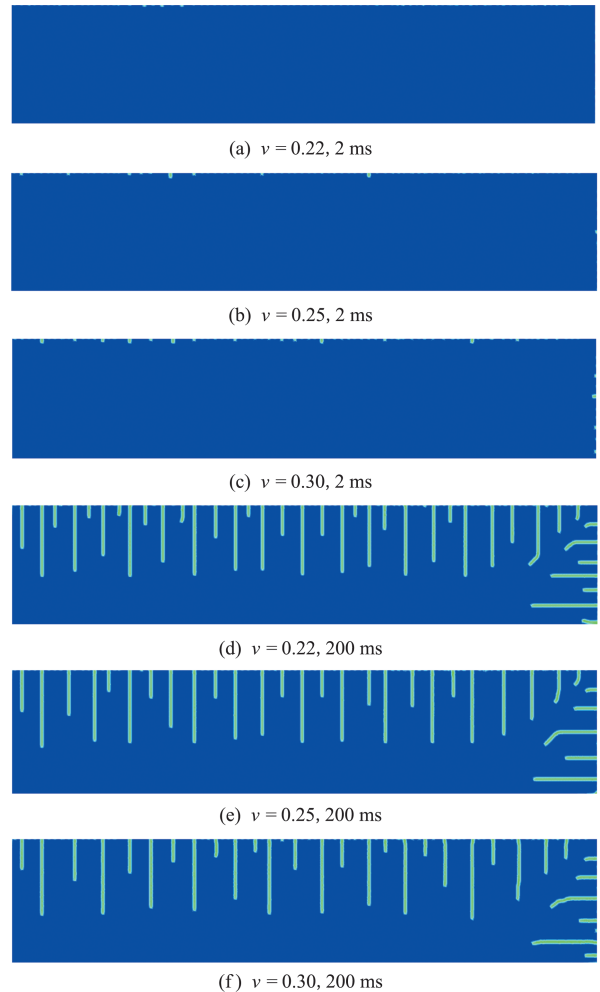 (a) v = 0.22, 2 ms
(b) v = 0.25, 2 ms
(c) v = 0.30, 2 ms
(d) v = 0.22, 200 ms
(e) v = 0.25, 200 ms
(f) v = 0.30, 200 ms